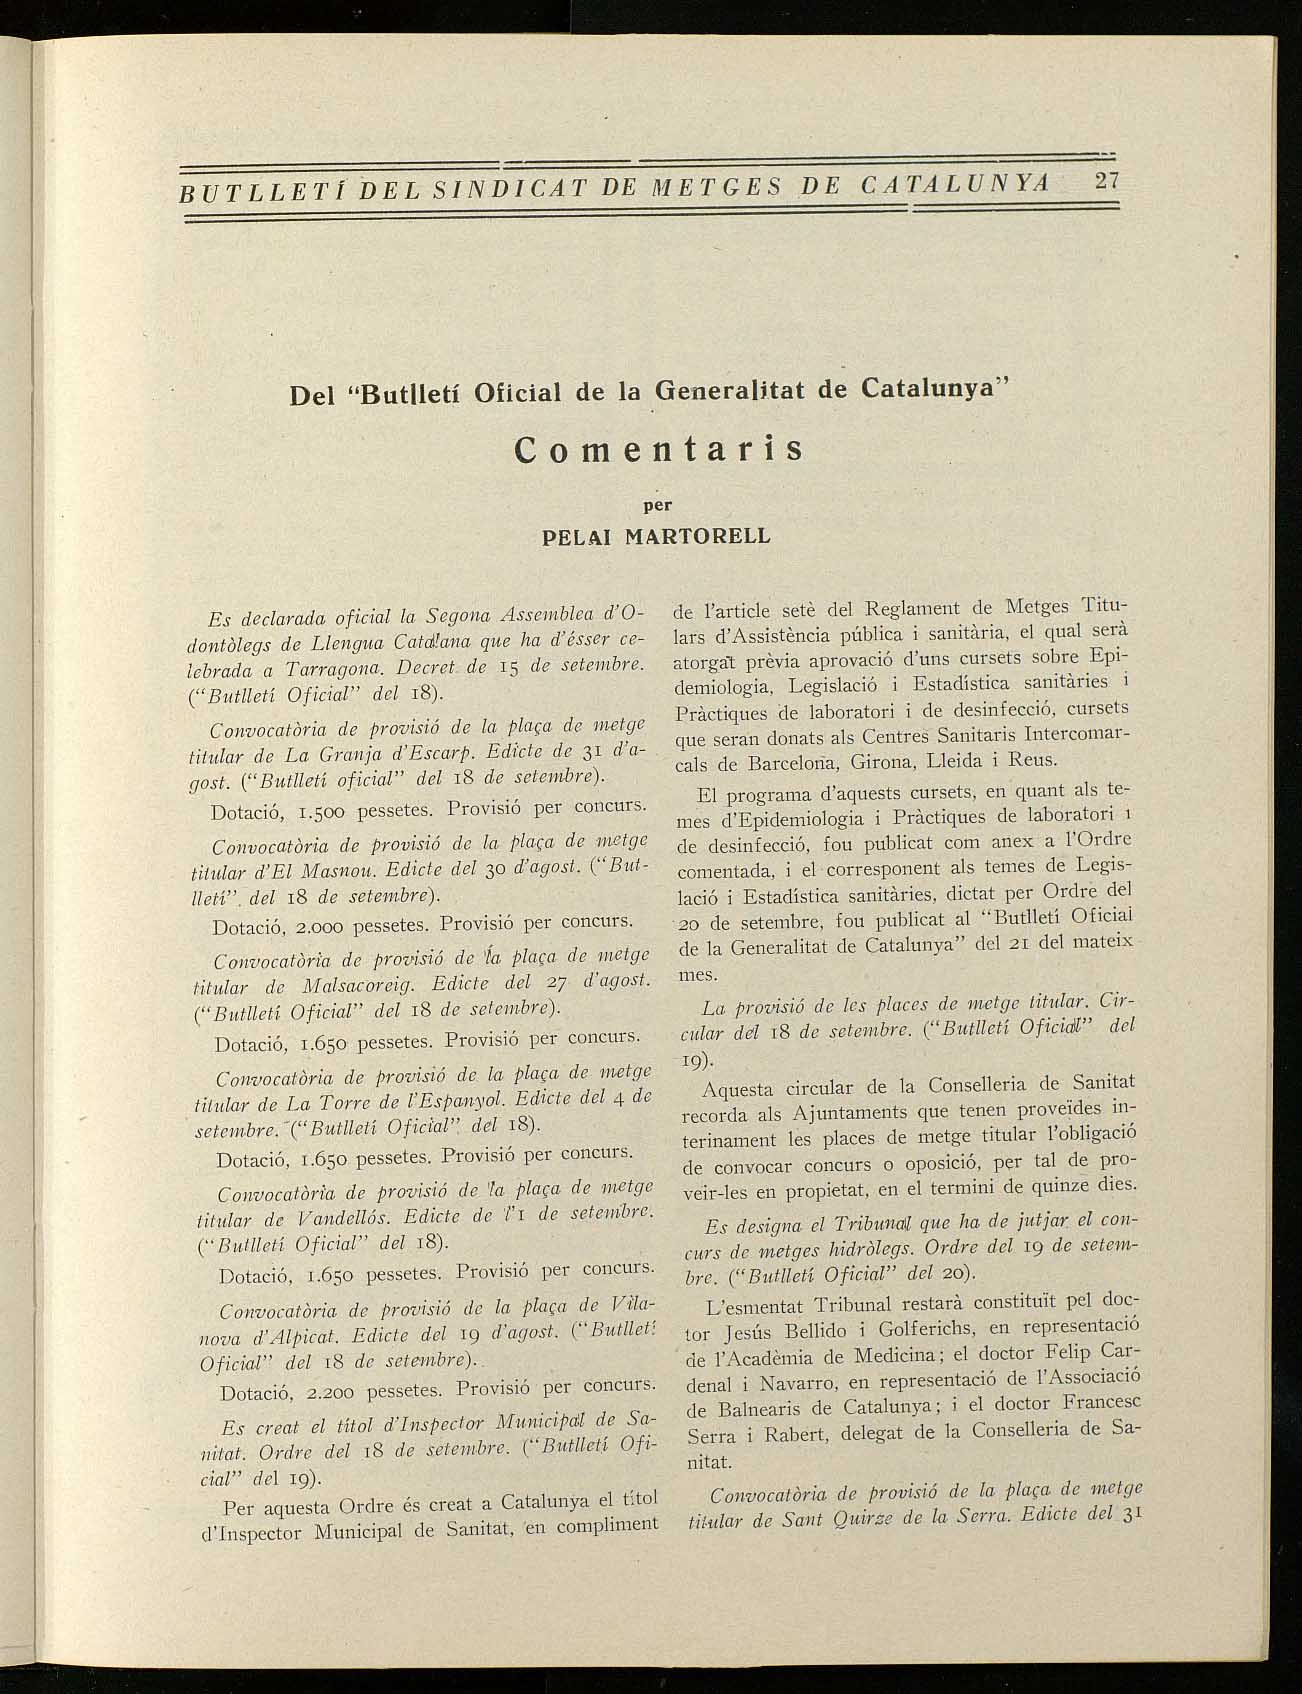 BUTLLETÍ DEL SINDICAT DE METGES DE CATALUNYA 27
Del “Butlletí Oficial de la Generalitat de Catalunya”
Comentaris
per
PELAI MARTORELL
Es declarada oficial la Segona Assemblea d’O-
dontòlegs de Llengua Catalana que ha d’ésser ce-
lebrada a Tarragona. Decret de 15 de setembre.
(“Butlletí Oficial” del 18).
Convocatòria de provisió de la plaça de metge
titular de La Granja d’Escarp. Edicte de 31 d’a-
gost. (“Butlletí oficial” del 18 de setembre).
Dotació, 1.500 pessetes. Provisió per concurs.
Convocatòria de provisió de la plaça de metge
titular d’El Masnou. Edicte del 30 d’agost. (“But-
lletí” del 18 de setembre).
Dotació, 2.000 pessetes. Provisió per concurs.
Convocatòria de provisió de la plaça de metge
titular de Malsacoreig. Edicte del 27 d’agost.
(“Butlletí Oficial” del 18 de setembre).
Dotació, 1.650 pessetes. Provisió per concurs.
Convocatòria de provisió de la plaça de metge
titular de La Torre de l’Espanyol. Edicte del 4 de
setembre. (“Butlletí Oficial” del 18).
Dotació, 1.650 pessetes. Provisió per concurs.
Convocatòria de provisió de la plaça de metge
titular de Vandellós. Edicte de l’1 de setembre.
(“Butlletí Oficial” del 18).
Dotació, 1.650 pessetes. Provisió per concurs.
Convocatòria de provisió de la plaça de Vila-
nova d’Alpicat. Edicte del 19 d’agost. (“Butlletí
Oficial” del 18 de setembre).
Dotació, 2.200 pessetes. Provisió per concurs.
Es creat el títol d’Inspector Municipal de Sa-
nitat. Ordre del 18 de setembre. (“Butlletí Ofi-
cial” del 19).
Per aquesta Ordre és creat a Catalunya el títol
d’Inspector Municipal de Sanitat, en compliment
de l’article setè del Reglament de Metges Titu-
lars d’Assistència pública i sanitària, el qual serà
atorgat prèvia aprovació d’uns cursets sobre Epi-
demiologia, Legislació i Estadística sanitàries i
Pràctiques de laboratori i de desinfecció, cursets
que seran donats als Centres Sanitaris Intercomar-
cals de Barcelona, Girona, Lleida i Reus.
El programa d’aquests cursets, en quant als te-
mes d’Epidemiologia i Pràctiques de laboratori i
de desinfecció, fou publicat com anex a l’Ordre
comentada, i el corresponent als temes de Legis-
lació i Estadística sanitàries, dictat per Ordre del
20 de setembre, fou publicat al “Butlletí Oficial
de la Generalitat de Catalunya” del 21 del mateix
mes.
La provisió de les places de metge titular. Cir-
cular del 18 de setembre. (“Butlletí Oficial” del
19).
Aquesta circular de la Conselleria de Sanitat
recorda als Ajuntaments que tenen proveïdes in-
terinament les places de metge titular l’obligació
de convocar concurs o oposició, per tal de pro-
veir-les en propietat, en el termini de quinze dies.
Es designa el Tribunal que ha de jutjar el con-
curs de metges hidròlegs. Ordre del 19 de setem-
bre. (“Butlletí Oficial” del 20).
L’esmentat Tribunal restarà constituït pel doc-
tor Jesús Bellido i Golferichs, en representació
de l’Acadèmia de Medicina; el doctor Felip Car-
denal i Navarro, en representació de l’Associació
de Balnearis de Catalunya; i el doctor Francesc
Serra i Rabert, delegat de la Conselleria de Sa-
nitat.
Convocatòria de provisió de la plaça de metge
titular de Sant Quirze de la Serra. Edicte del 31